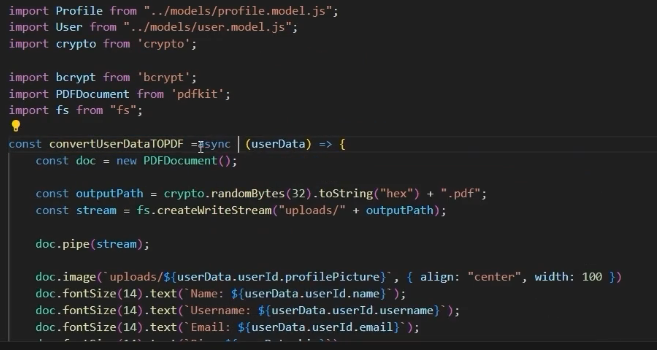 import Profile from "../models/profile.model.js";
import User from "../models/user.model.js";
import crypto from 'crypto';
import bcrypt from 'bcrypt';
import PDFDocument from 'pdfkit';
import fs from "fs";
const convertUserDataTOPDF =async (userData) => {
const doc = new PDFDocument();
const outputPath = crypto.randomBytes(32).toString("hex") + ".pdf";
const stream = fs.createWriteStream("uploads/" + outputPath);
doc.pipe(stream);
doc.image(`uploads/${userData.userId.profilePicture}`, { align: "center", width: 100 })
doc.fontSize(14).text(`Name: ${userData.userId.name}`);
doc.fontSize(14).text(`Username: ${userData.userId.username}`);
doc.fontSize(14).text(`Email: ${userData.userId.email}`);